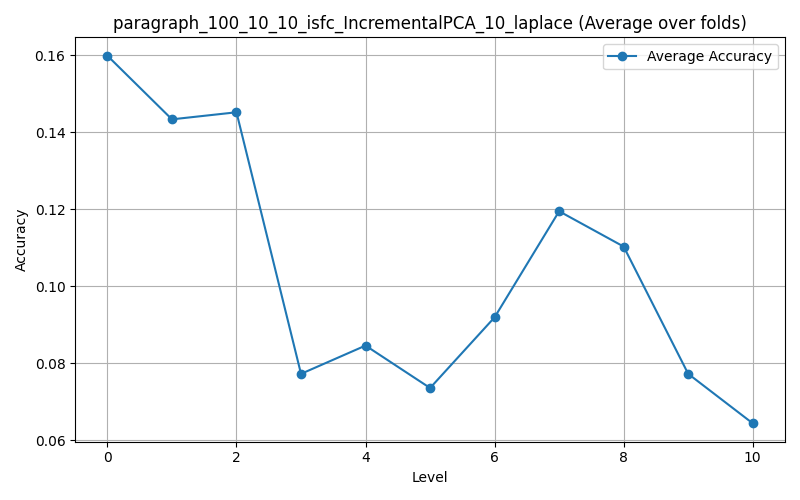 paragraph_100_10_10_isfc_IncrementalPCA_10_laplace (Average over folds)
Average Accuracy
Accuracy
0.16
0.14
0.12
0.10
0.08
0.06
0 2 4 6 8 10
Level